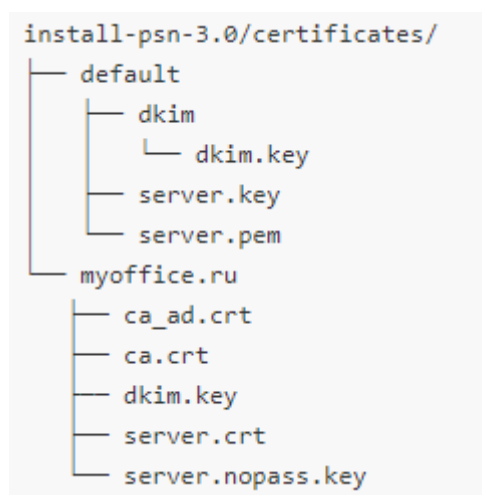 install-psn-3.0/certificates/
├── default
│   ├── dkim
│   │   └── dkim.key
│   ├── server.key
│   └── server.pem
└── myoffice.ru
    ├── ca_ad.crt
    ├── ca.crt
    ├── dkim.key
    ├── server.crt
    └── server.nopass.key